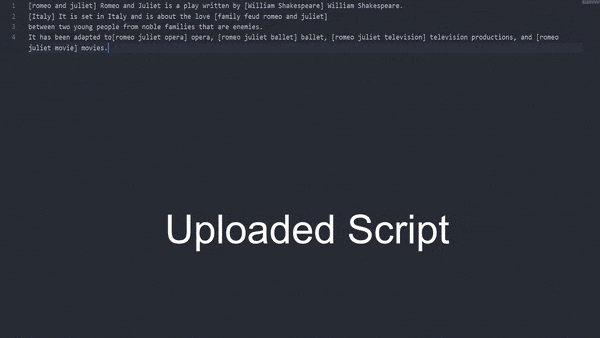 1 [romeo and juliet] Romeo and Juliet is a play written by [William Shakespeare] William Shakespeare.
2 [Italy] It is set in Italy and is about the love [family feud romeo and juliet]
3 between two young people from noble families that are enemies.
4 It has been adapted to[romeo juliet opera] opera, [romeo juliet ballet] ballet, [romeo juliet television] television productions, and [romeo
juliet movie] movies.
Uploaded Script